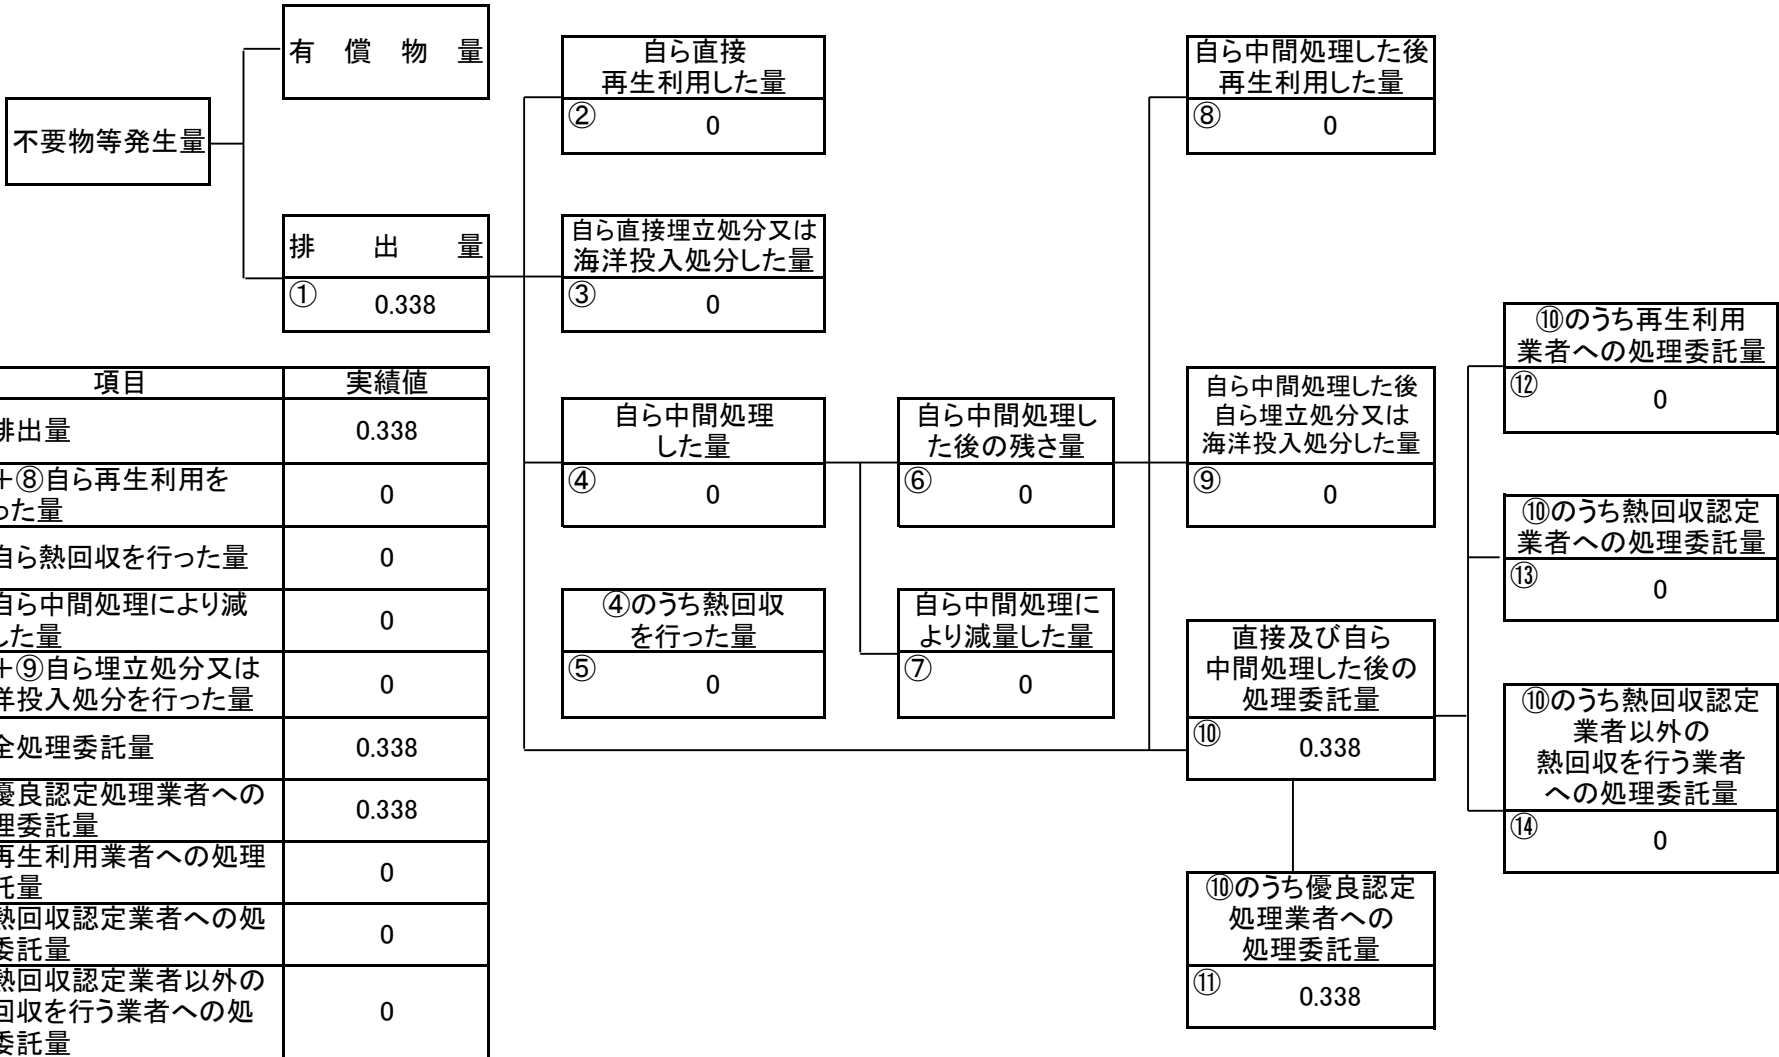 有　償　物　量
不要物等発生量
排　出　量
① 0.338
自ら直接
再生利用した量
② 0
自ら直接埋立処分又は
海洋投入処分した量
③ 0
自ら中間処理
した量
④ 0
④のうち熱回収
を行った量
⑤ 0
自ら中間処理し
た後の残さ量
⑥ 0
自ら中間処理に
より減量した量
⑦ 0
自ら中間処理した後
再生利用した量
⑧ 0
自ら中間処理した後
自ら埋立処分又は
海洋投入処分した量
⑨ 0
直接及び自ら
中間処理した後の
処理委託量
⑩ 0.338
⑩のうち優良認定
処理業者への
処理委託量
⑪ 0.338
⑩のうち再生利用
業者への処理委託量
⑫ 0
⑩のうち熱回収認定
業者への処理委託量
⑬ 0
⑩のうち熱回収認定
業者以外の
熱回収を行う業者
への処理委託量
⑭ 0
項目 実績値
排出量 0.338
＋⑧自ら再生利用を
った量 0
自ら熱回収を行った量 0
自ら中間処理により減
した量 0
＋⑨自ら埋立処分又は
洋投入処分を行った量 0
全処理委託量 0.338
優良認定処理業者への
理委託量 0.338
再生利用業者への処理
託量 0
熱回収認定業者への処
委託量 0
熱回収認定業者以外の
回収を行う業者への処
委託量 0